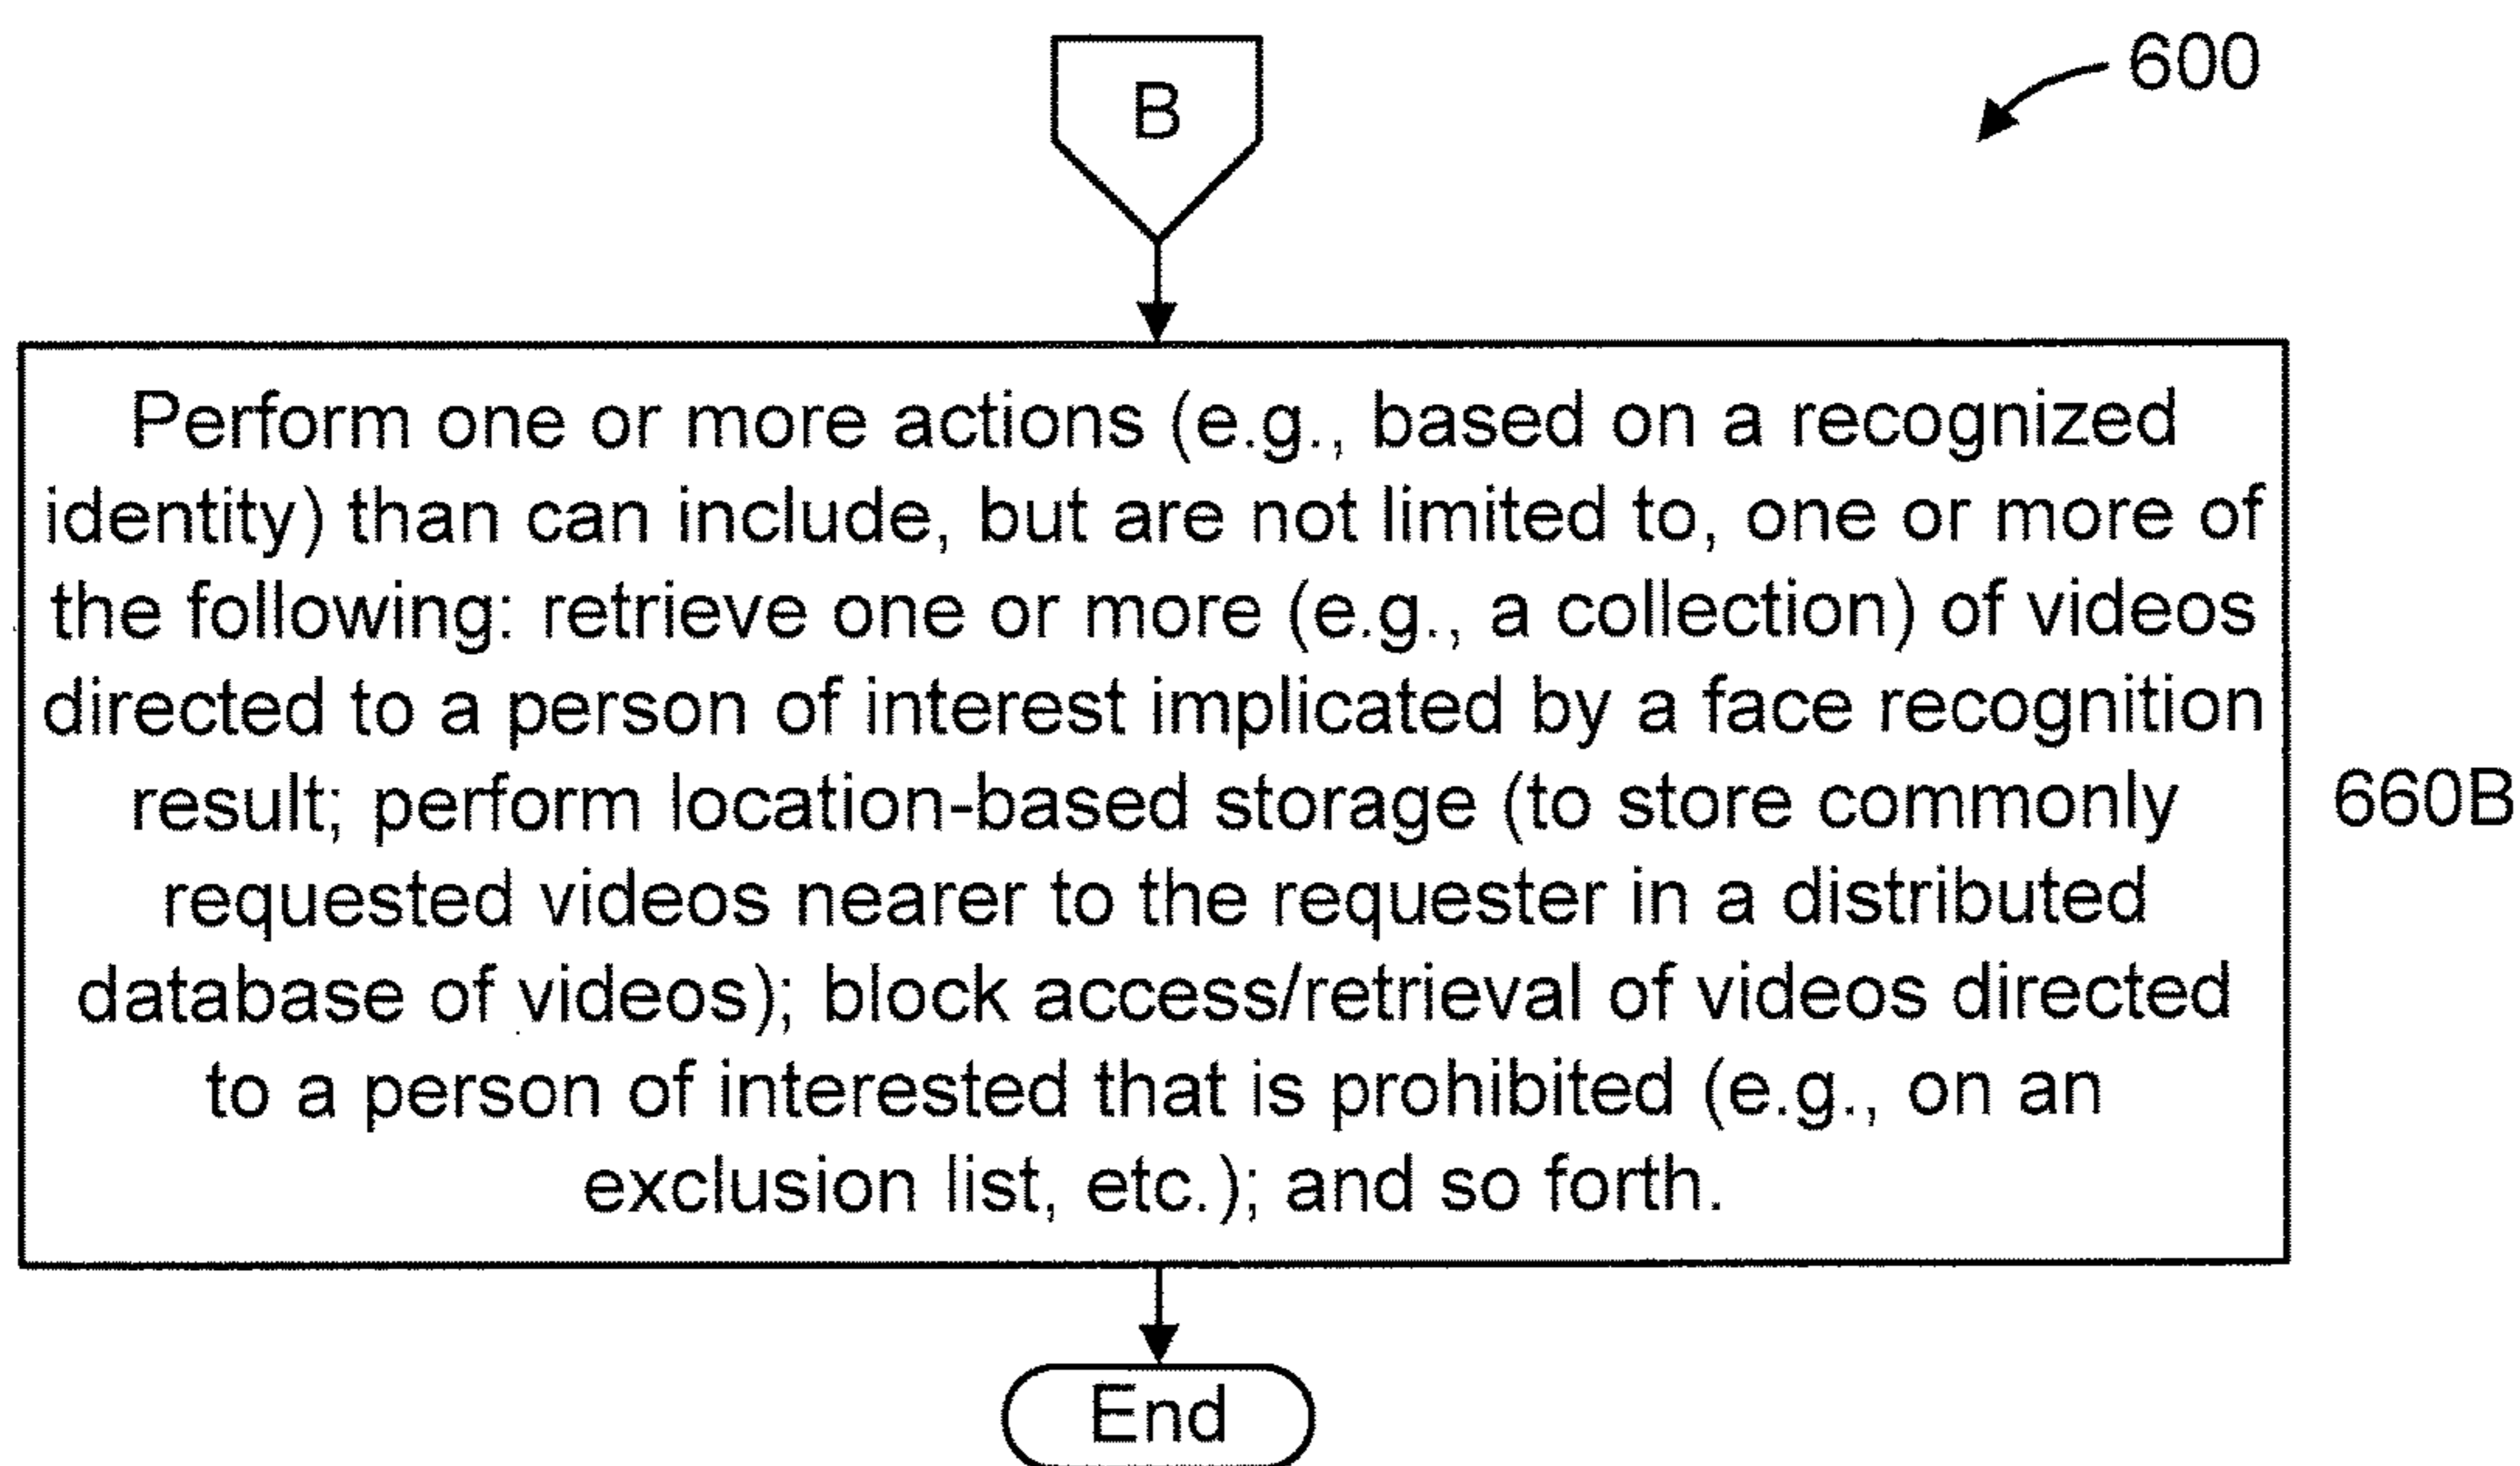 B
600
Perform one or more actions (e.g., based on a recognized
identity) than can include, but are not limited to, one or more of
the following: retrieve one or more (e.g., a collection) of videos
directed to a person of interest implicated by a face recognition
result; perform location-based storage (to store commonly
requested videos nearer to the requester in a distributed
database of videos); block access/retrieval of videos directed
to a person of interested that is prohibited (e.g., on an
exclusion list, etc.); and so forth.
660B
End